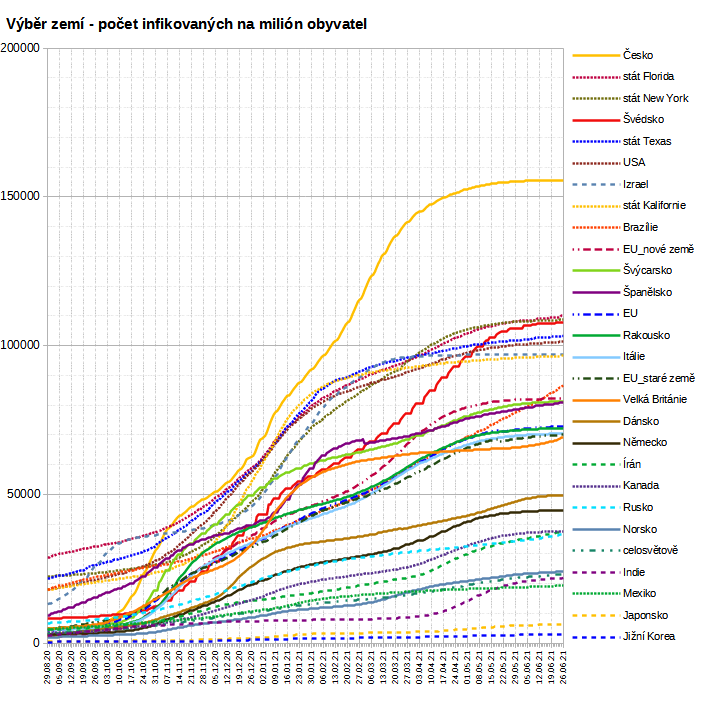 Výběr zemí - počet infikovaných na milión obyvatel
200000
150000
100000
50000
0
Česko
stát Florida
stát New York
Švédsko
stát Texas
USA
Izrael
stát Kalifornie
Brazílie
EU_nové země
Švýcarsko
Španělsko
EU
Rakousko
Itálie
EU_staré země
Velká Británie
Dánsko
Německo
Írán
Kanada
Rusko
Norsko
celosvětově
Indie
Mexiko
Japonsko
Jižní Korea
29.08.20
05.09.20
12.09.20
19.09.20
26.09.20
03.10.20
10.10.20
17.10.20
24.10.20
31.10.20
07.11.20
14.11.20
21.11.20
28.11.20
05.12.20
12.12.20
19.12.20
26.12.20
02.01.21
09.01.21
16.01.21
23.01.21
30.01.21
06.02.21
13.02.21
20.02.21
27.02.21
06.03.21
13.03.21
20.03.21
27.03.21
03.04.21
10.04.21
17.04.21
24.04.21
01.05.21
08.05.21
15.05.21
22.05.21
29.05.21
05.06.21
12.06.21
19.06.21
26.06.21